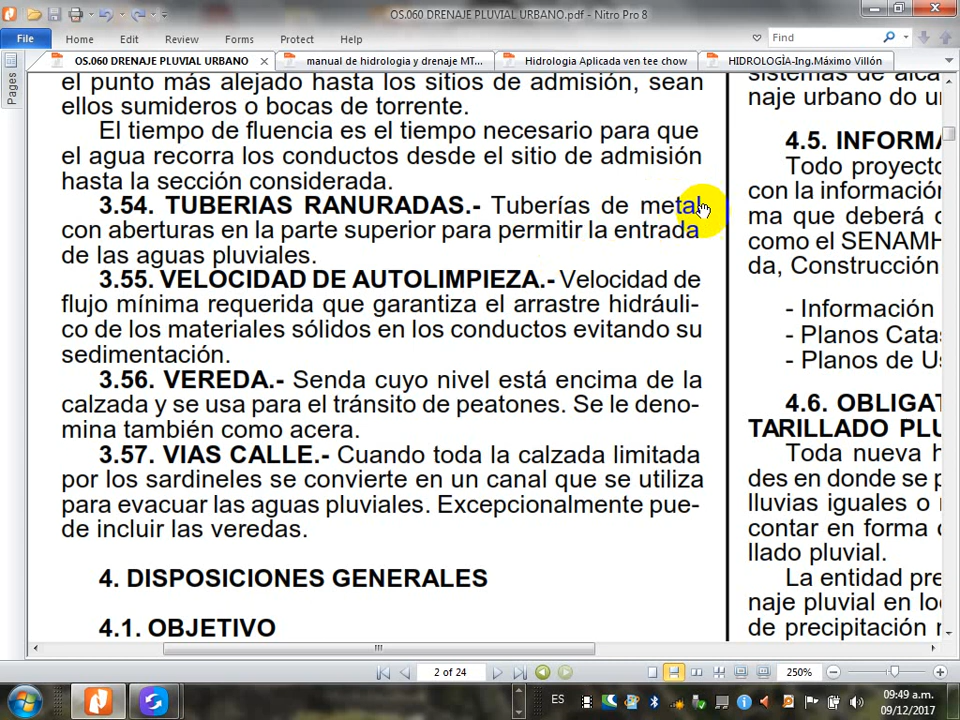 OS.060 DRENAJE PLUVIAL URBANO.pdf - Nitro Pro 8
File Home Edit Review Forms Protect Help Find
OS.060 DRENAJE PLUVIAL URBANO manual de hidrologia y drenaje MT... Hidrologia Aplicada ven tee chow HIDROLOGÍA-Ing.Máximo Villón
Pages
el punto más alejado hasta los sitios de admisión, sean
ellos sumideros o bocas de torrente.
El tiempo de fluencia es el tiempo necesario para que
el agua recorra los conductos desde el sitio de admisión
hasta la sección considerada.
3.54. TUBERIAS RANURADAS.- Tuberías de metal
con aberturas en la parte superior para permitir la entrada
de las aguas pluviales.
3.55. VELOCIDAD DE AUTOLIMPIEZA.- Velocidad de
flujo mínima requerida que garantiza el arrastre hidráuli-
co de los materiales sólidos en los conductos evitando su
sedimentación.
3.56. VEREDA.- Senda cuyo nivel está encima de la
calzada y se usa para el tránsito de peatones. Se le deno-
mina también como acera.
3.57. VIAS CALLE.- Cuando toda la calzada limitada
por los sardineles se convierte en un canal que se utiliza
para evacuar las aguas pluviales. Excepcionalmente pue-
de incluir las veredas.
4. DISPOSICIONES GENERALES
4.1. OBJETIVO
sistemas de alca
naje urbano do u
4.5. INFORMA
Todo proyecto
con la información
ma que deberá
como el SENAMH
da, Construcción
- Información
- Planos Catas
- Planos de Us
4.6. OBLIGAT
TARILLADO PLU
Toda nueva h
des en donde se p
lluvias iguales o
contar en forma
llado pluvial.
La entidad pre
naje pluvial en lo
de precipitación
2 of 24 250%
ES 09:49 a.m.
09/12/2017